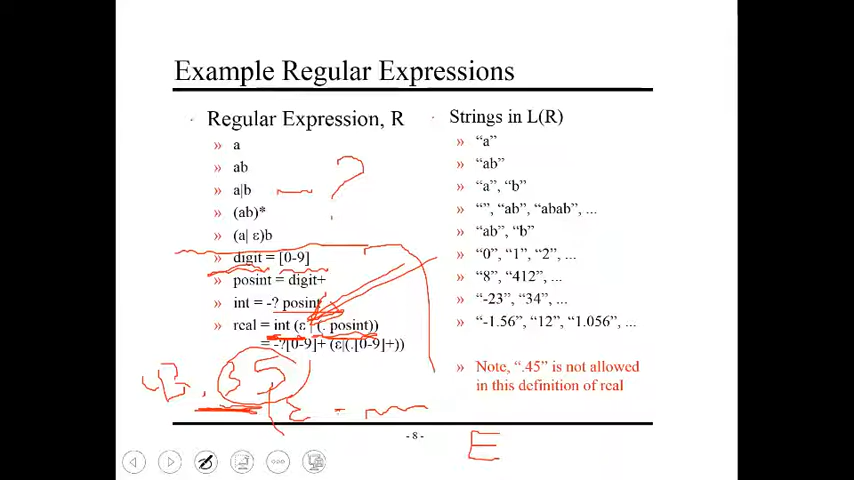 Example Regular Expressions
· Regular Expression, R
» a
» ab
» a|b
» (ab)*
» (a| ε)b
» digit = [0-9]
» posint = digit+
» int = -? posint
» real = int (ε | (. posint))
= -?[0-9]+ (ε|(.[0-9]+))
· Strings in L(R)
» “a”
» “ab”
» “a”, “b”
» “”, “ab”, “abab”, ...
» “ab”, “b”
» “0”, “1”, “2”, ...
» “8”, “412”, ...
» “-23”, “34”, ...
» “-1.56”, “12”, “1.056”, ...
» Note, “.45” is not allowed
in this definition of real
- ?
. 35
ε
E
- 8 -